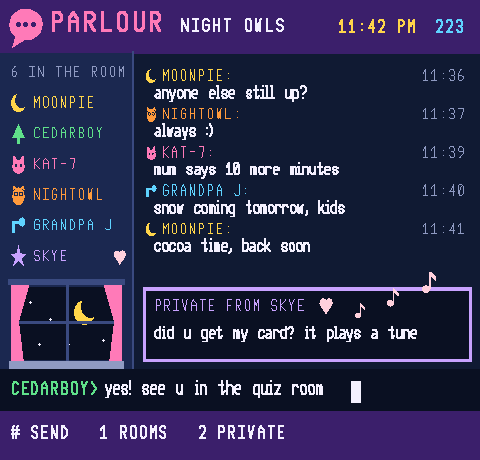 PARLOUR NIGHT OWLS 11:42 PM 223
6 IN THE ROOM
MOONPIE
CEDARBOY
KAT-7
NIGHTOWL
GRANDPA J
SKYE
MOONPIE: 11:36
anyone else still up?
NIGHTOWL: 11:37
always :)
KAT-7: 11:39
mum says 10 more minutes
GRANDPA J: 11:40
snow coming tomorrow, kids
MOONPIE: 11:41
cocoa time, back soon
PRIVATE FROM SKYE
did u get my card? it plays a tune
CEDARBOY> yes! see u in the quiz room
# SEND 1 ROOMS 2 PRIVATE